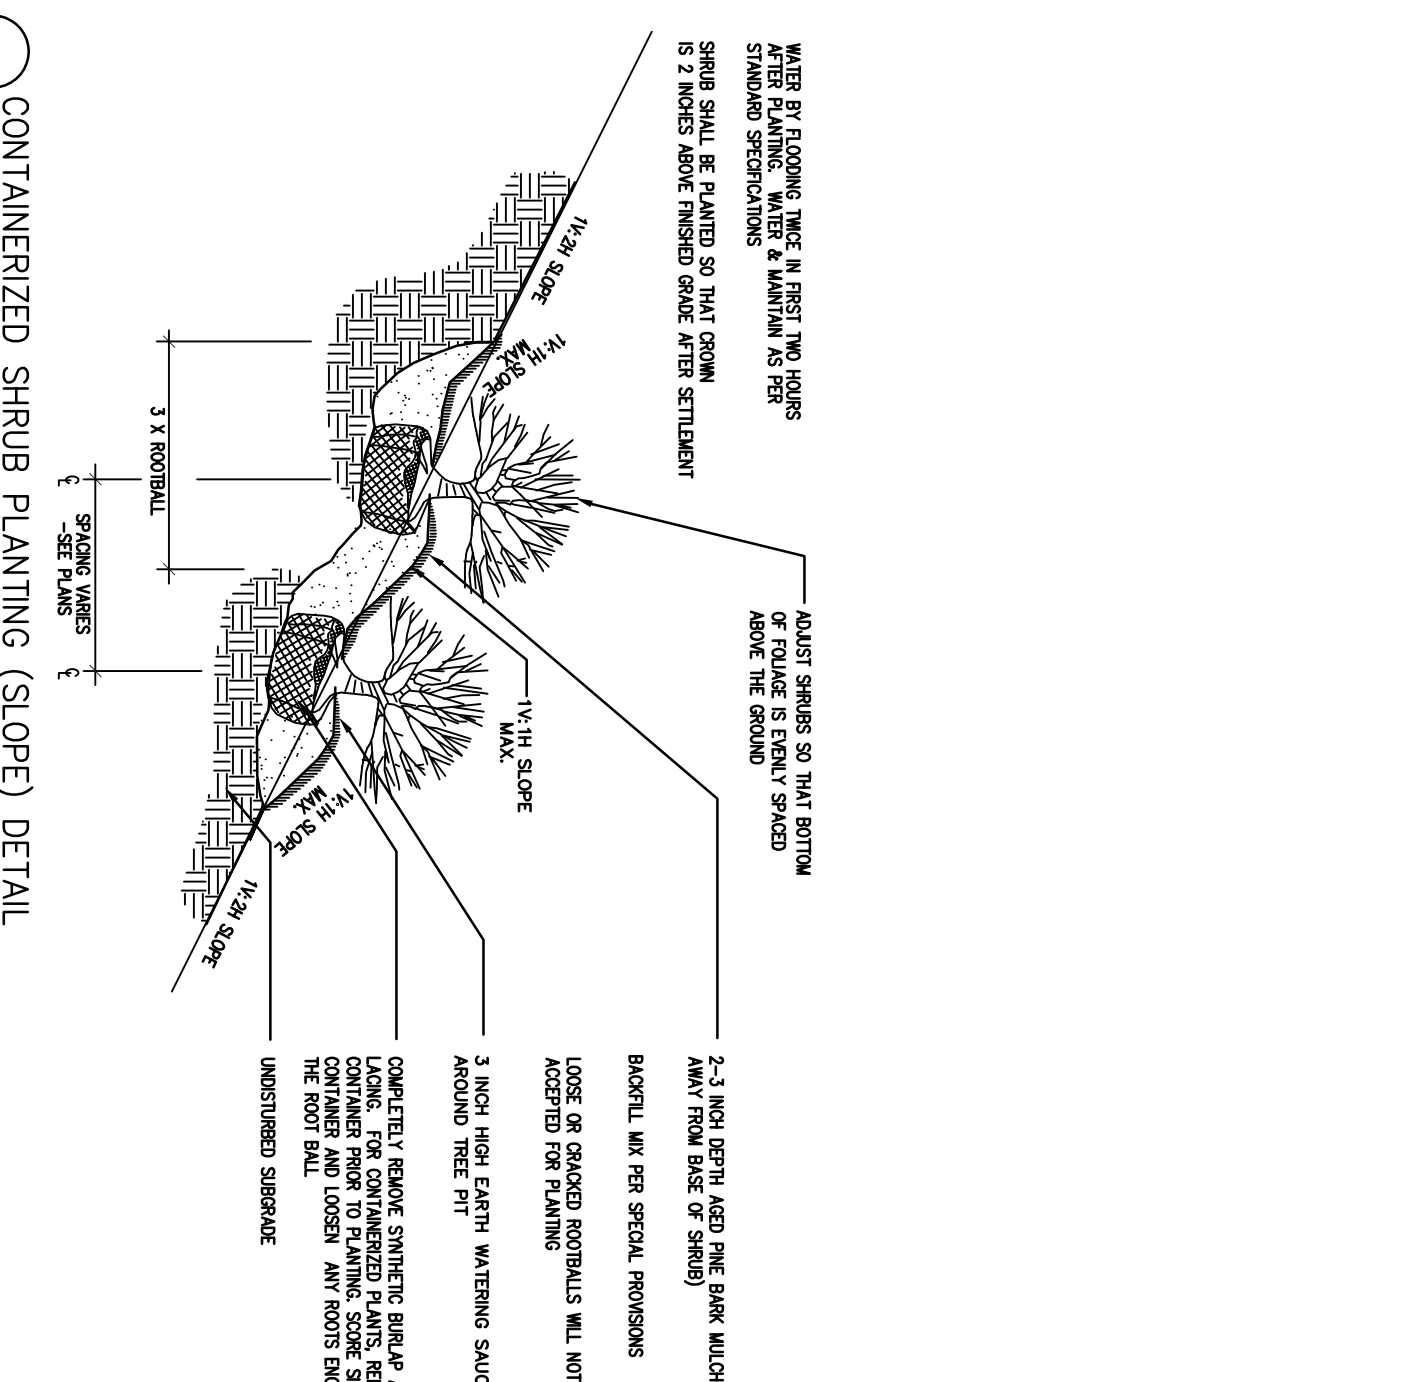 WATER BY FLOODING TWICE IN FIRST TWO HOURS
AFTER PLANTING. WATER & MAINTAIN AS PER
STANDARD SPECIFICATIONS
SHRUB SHALL BE PLANTED SO THAT CROWN
IS 2 INCHES ABOVE FINISHED GRADE AFTER SETTLEMENT
ADJUST SHRUBS SO THAT BOTTOM
OF FOLIAGE IS EVENLY SPACED
ABOVE THE GROUND
2-3 INCH DEPTH AGED PINE BARK MULCH
AWAY FROM BASE OF SHRUB)
BACKFILL MIX PER SPECIAL PROVISIONS
LOOSE OR CRACKED ROOTBALLS WILL NOT
ACCEPTED FOR PLANTING
3 INCH HIGH EARTH WATERING SAUC
AROUND TREE PIT
COMPLETELY REMOVE SYNTHETIC BURLAP
LACING. FOR CONTAINERIZED PLANTS, RE
CONTAINER PRIOR TO PLANTING. SCORE S
CONTAINER AND LOOSEN ANY ROOTS ENC
THE ROOT BALL
UNDISTURBED SUBGRADE
1V:2H SLOPE
1V:1H SLOPE
MAX.
1V:1H SLOPE
MAX.
1V:1H SLOPE
MAX.
1V:2H SLOPE
3 X ROOTBALL
SPACING VARIES
-SEE PLANS
CL
CL
CONTAINERIZED SHRUB PLANTING (SLOPE) DETAIL